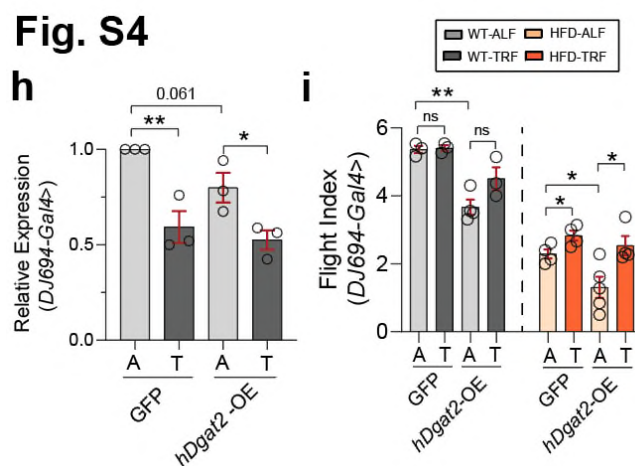 Fig. S4
WT-ALF HFD-ALF
WT-TRF HFD-TRF
h
0.061
**
*
Relative Expression
(DJ694-Gal4>)
1.0
0.5
0.0
A T A T
GFP
hDgat2-OE
i
**
ns
ns
*
*
*
Flight Index
(DJ694-Gal4>)
6
4
2
0
A T A T A T A T
GFP
hDgat2-OE
GFP
hDgat2-OE